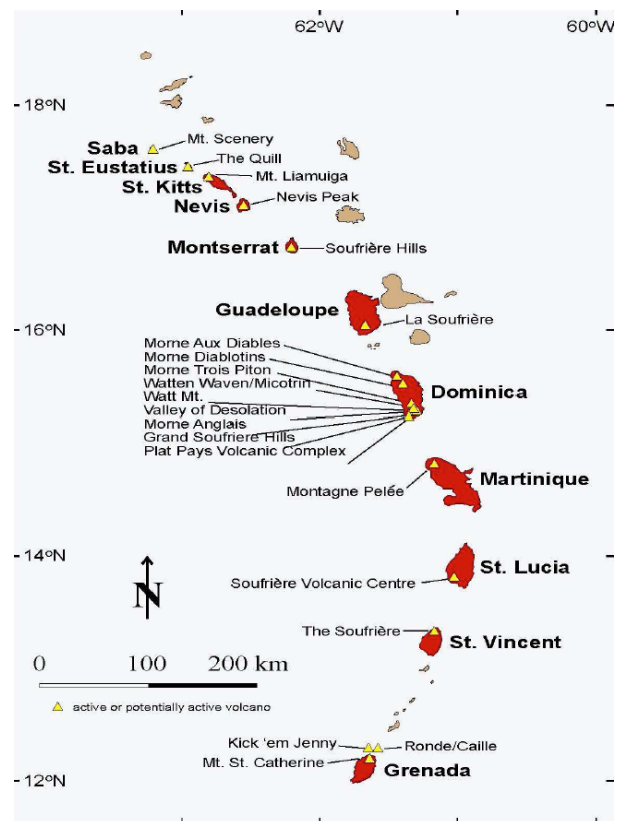 62°W
60°W
18°N
Saba
Mt. Scenery
St. Eustatius
The Quill
St. Kitts
Mt. Liamuiga
Nevis
Nevis Peak
Montserrat
Soufrière Hills
Guadeloupe
La Soufrière
16°N
Morne Aux Diables
Morne Diablotins
Morne Trois Piton
Watten Waven/Micotrin
Watt Mt.
Valley of Desolation
Morne Anglais
Grand Soufriere Hills
Plat Pays Volcanic Complex
Dominica
Montagne Pelée
Martinique
14°N
St. Lucia
Soufrière Volcanic Centre
The Soufrière
St. Vincent
N
0 100 200 km
active or potentially active volcano
Kick 'em Jenny
Ronde/Caille
Mt. St. Catherine
Grenada
12°N